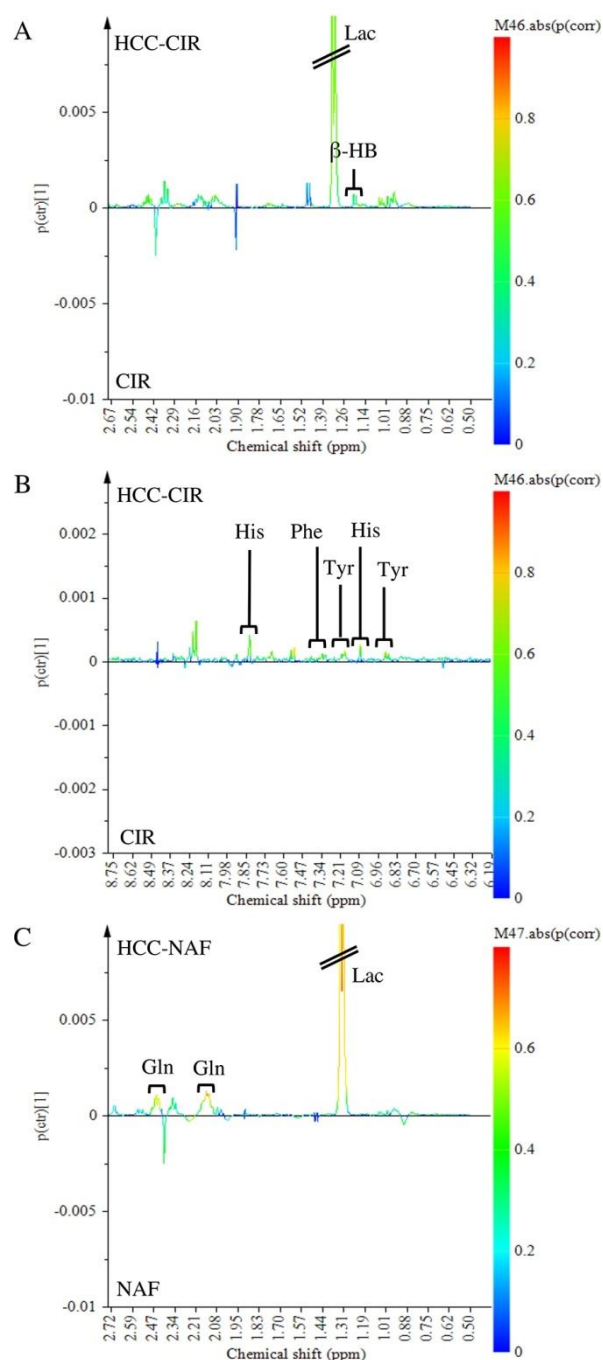 A
HCC-CIR
Lac
β-HB
M46.abs(p(corr)
0.005
0
-0.005
-0.01
p(ctr)[1]
0.8
0.6
0.4
0.2
0
CIR
2.67 2.54 2.42 2.29 2.16 2.03 1.90 1.78 1.65 1.52 1.39 1.26 1.14 1.01 0.88 0.75 0.62 0.50
Chemical shift (ppm)
B
HCC-CIR
His Phe Tyr His Tyr
M46.abs(p(corr)
0.002
0.001
0
-0.001
-0.002
-0.003
p(ctr)[1]
0.8
0.6
0.4
0.2
0
CIR
8.75 8.62 8.49 8.37 8.24 8.11 7.98 7.85 7.73 7.60 7.47 7.34 7.21 7.09 6.96 6.83 6.70 6.57 6.45 6.32 6.19
Chemical shift (ppm)
C
HCC-NAF
Lac
Gln Gln
M47.abs(p(corr)
0.005
0
-0.005
-0.01
p(ctr)[1]
0.6
0.4
0.2
0
NAF
2.72 2.59 2.47 2.34 2.21 2.08 1.95 1.83 1.70 1.57 1.44 1.31 1.19 1.06 0.88 0.75 0.62 0.50
Chemical shift (ppm)